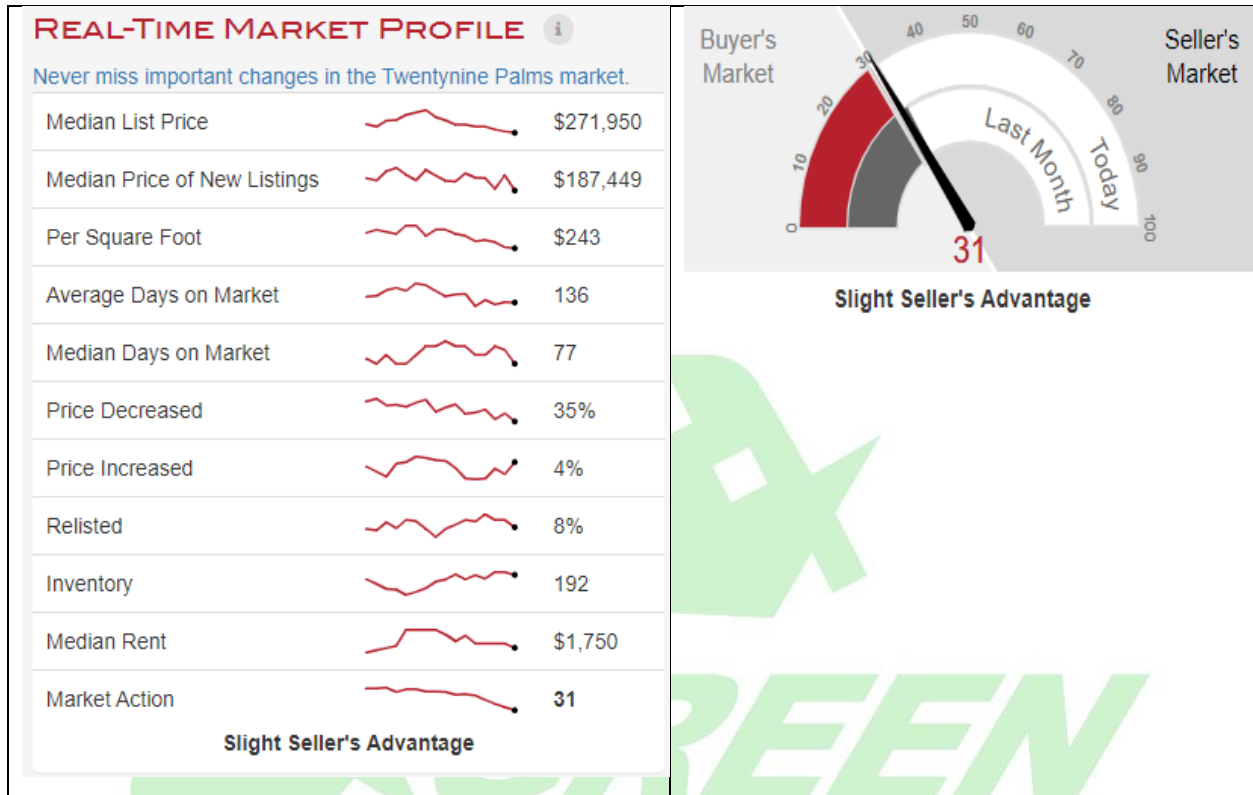 REAL-TIME MARKET PROFILE i
Never miss important changes in the Twentynine Palms market.
Median List Price $271,950
Median Price of New Listings $187,449
Per Square Foot $243
Average Days on Market 136
Median Days on Market 77
Price Decreased 35%
Price Increased 4%
Relisted 8%
Inventory 192
Median Rent $1,750
Market Action 31
Slight Seller's Advantage
Buyer's
Market
Seller's
Market
0
10
20
30
40
50
60
70
80
90
100
Last Month
Today
31
Slight Seller's Advantage
REEN